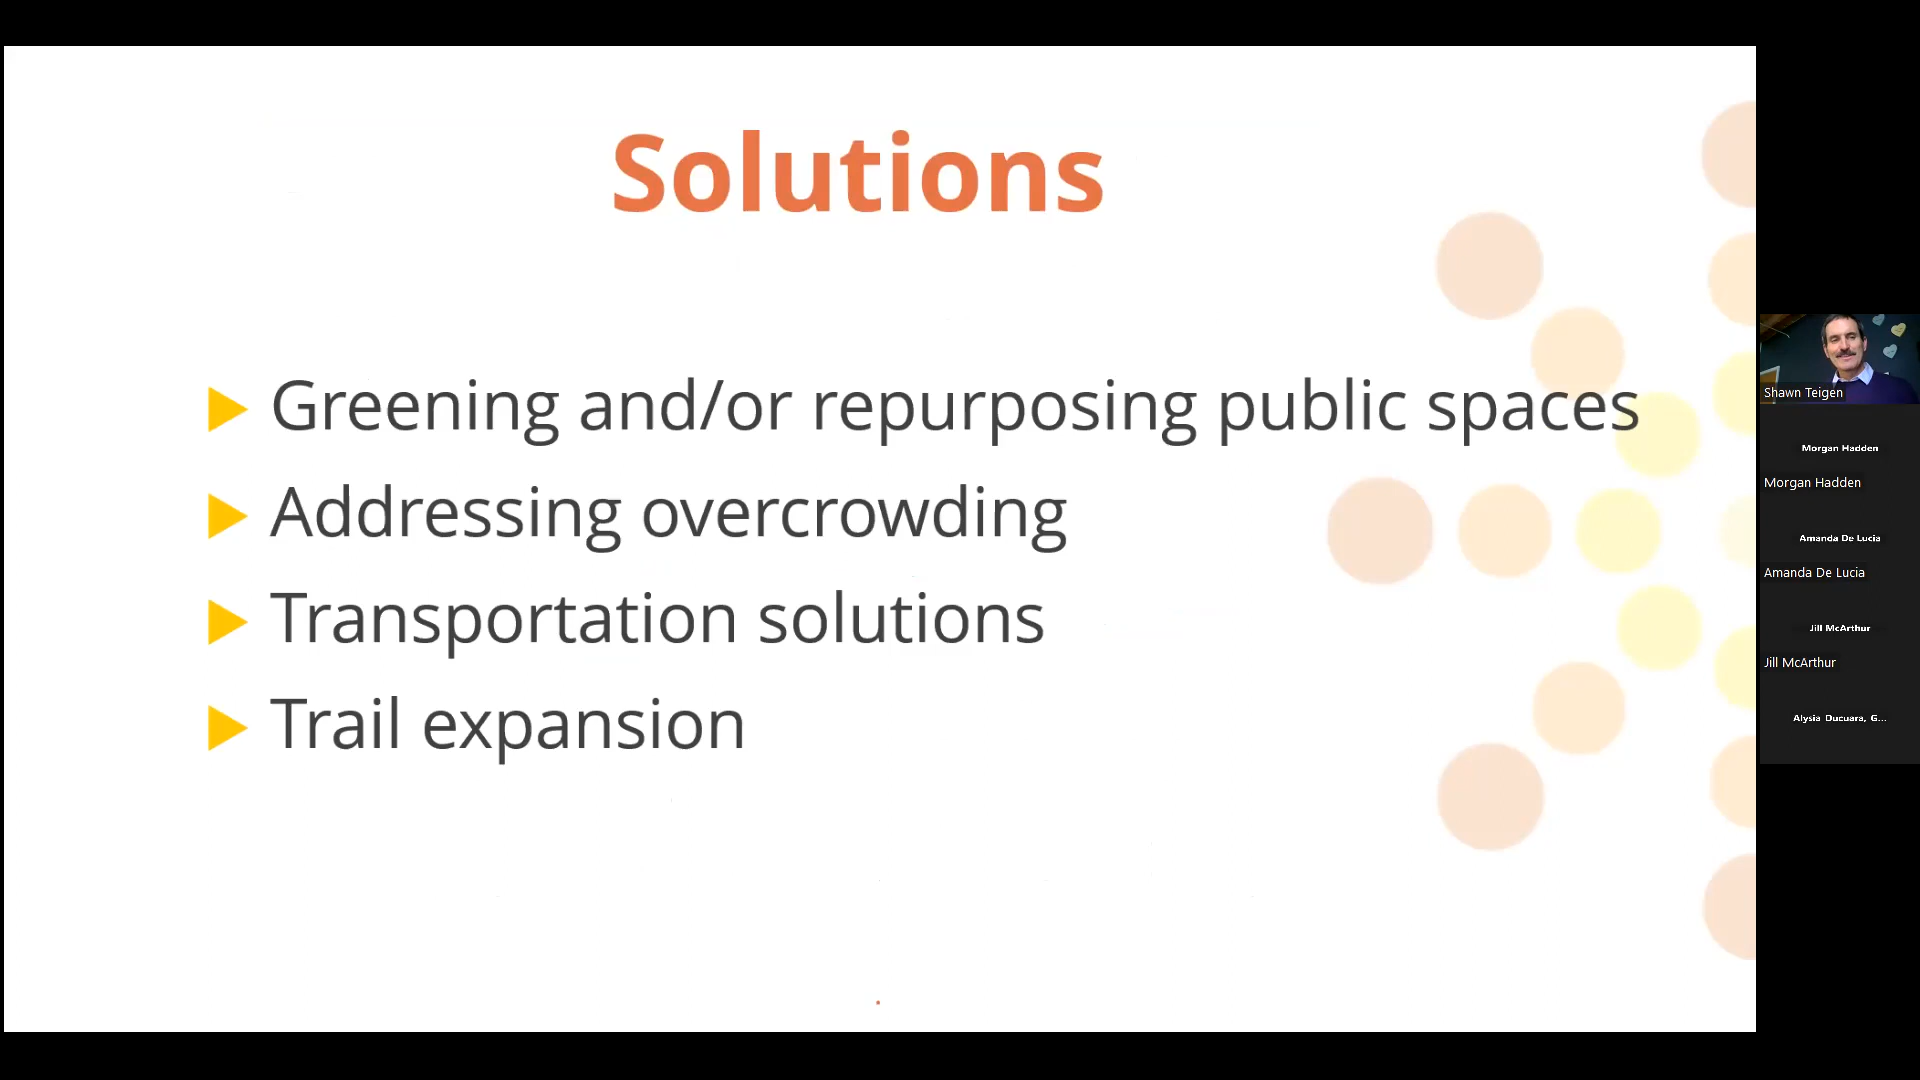 Solutions
Greening and/or repurposing public spaces
Addressing overcrowding
Transportation solutions
Trail expansion
Shawn Teigen
Morgan Hadden
Morgan Hadden
Amanda De Lucia
Amanda De Lucia
Jill McArthur
Jill McArthur
Alysia Ducuara, G...